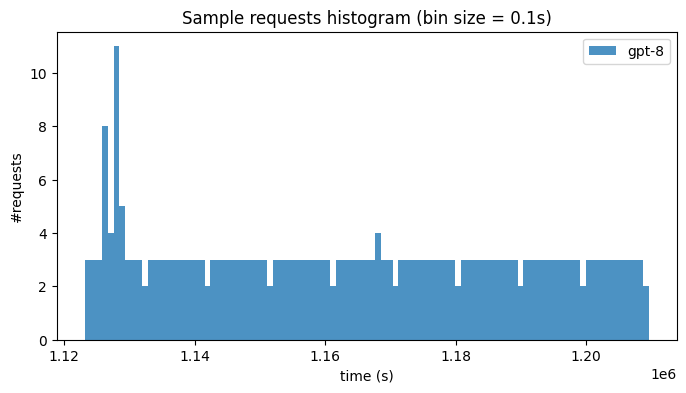 Sample requests histogram (bin size = 0.1s)
gpt-8
#requests
10
8
6
4
2
0
1.12
1.14
1.16
1.18
1.20
1e6
time (s)